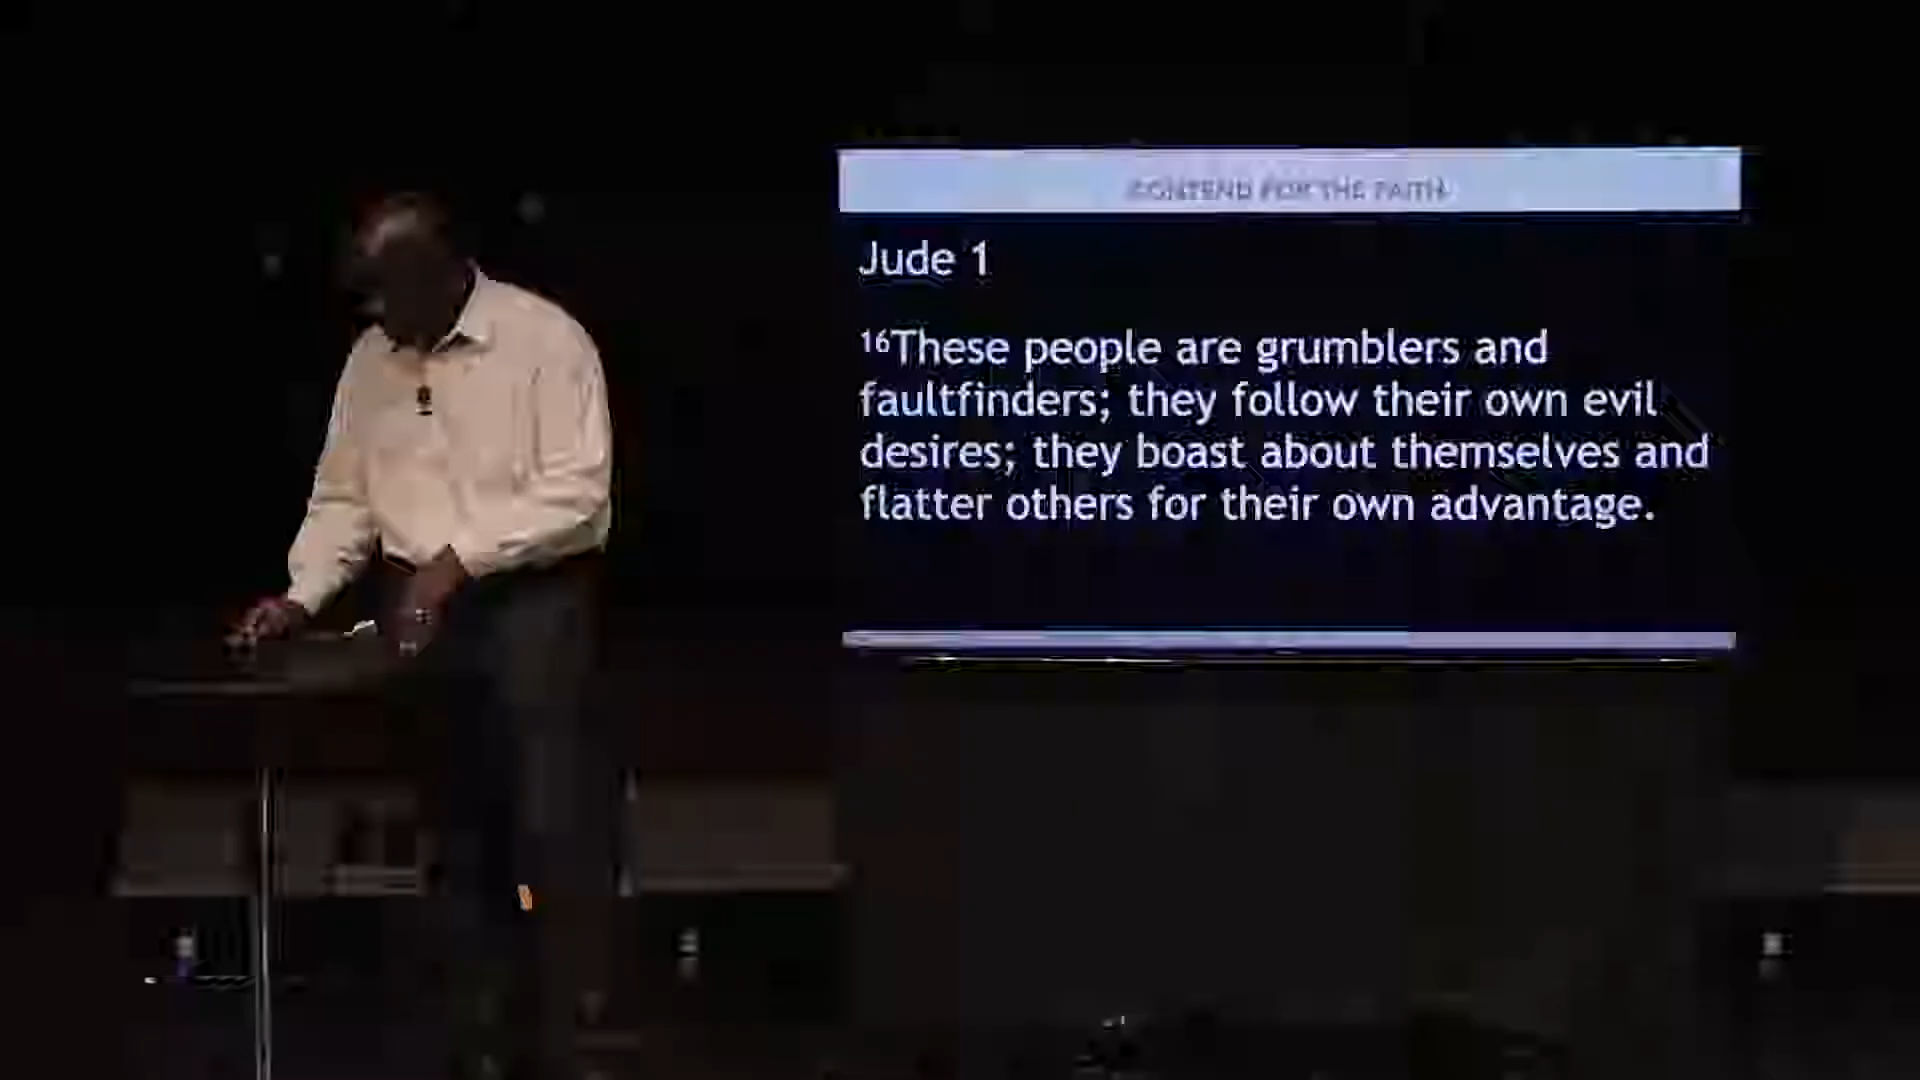 CONTEND FOR THE FAITH
Jude 1
16These people are grumblers and
faultfinders; they follow their own evil
desires; they boast about themselves and
flatter others for their own advantage.